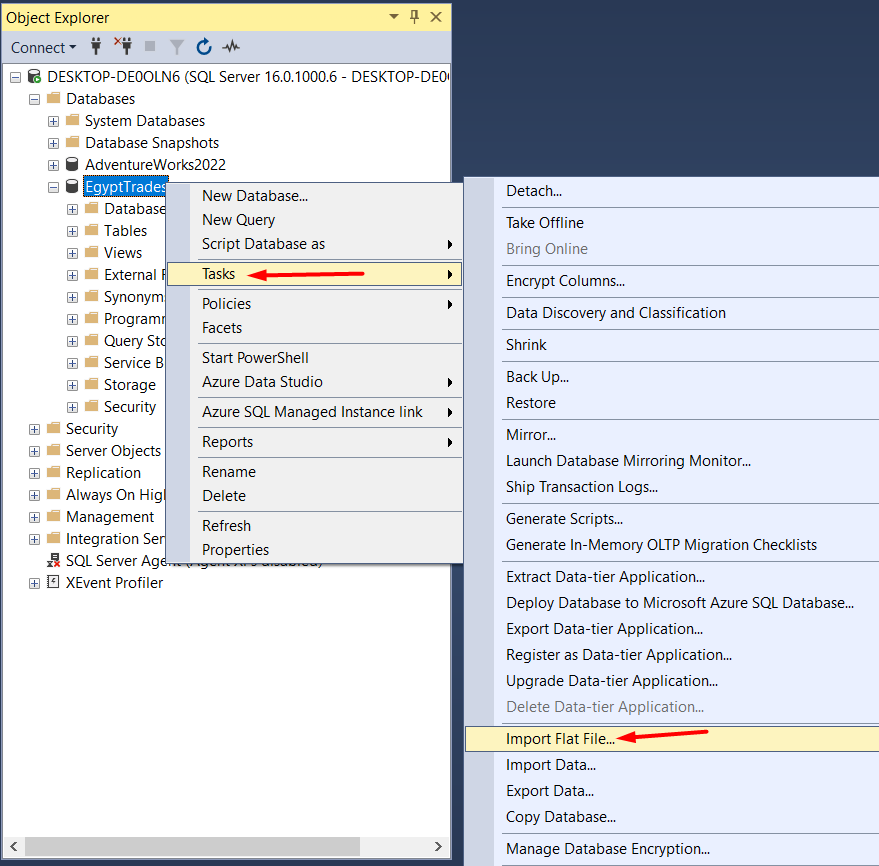 Object Explorer
Connect
DESKTOP-DE0OLN6 (SQL Server 16.0.1000.6 - DESKTOP-DE0
Databases
System Databases
Database Snapshots
AdventureWorks2022
EgyptTrades
Database
Tables
Views
External
Synonym
Program
Query Sto
Service B
Storage
Security
Security
Server Objects
Replication
Always On Hig
Management
Integration Ser
SQL Server Agent (Agent XPs disabled)
XEvent Profiler
New Database...
New Query
Script Database as
Tasks
Policies
Facets
Start PowerShell
Azure Data Studio
Azure SQL Managed Instance link
Reports
Rename
Delete
Refresh
Properties
Detach...
Take Offline
Bring Online
Encrypt Columns...
Data Discovery and Classification
Shrink
Back Up...
Restore
Mirror...
Launch Database Mirroring Monitor...
Ship Transaction Logs...
Generate Scripts...
Generate In-Memory OLTP Migration Checklists
Extract Data-tier Application...
Deploy Database to Microsoft Azure SQL Database...
Export Data-tier Application...
Register as Data-tier Application...
Upgrade Data-tier Application...
Delete Data-tier Application...
Import Flat File...
Import Data...
Export Data...
Copy Database...
Manage Database Encryption...